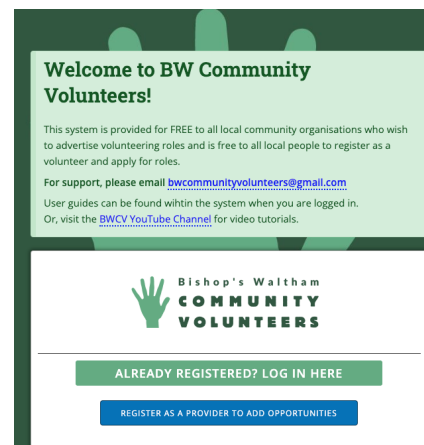 Welcome to BW Community
Volunteers!
This system is provided for FREE to all local community organisations who wish
to advertise volunteering roles and is free to all local people to register as a
volunteer and apply for roles.
For support, please email bwcommunityvolunteers@gmail.com
User guides can be found wihtin the system when you are logged in.
Or, visit the BWCV YouTube Channel for video tutorials.
Bishop's Waltham
COMMUNITY
VOLUNTEERS
ALREADY REGISTERED? LOG IN HERE
REGISTER AS A PROVIDER TO ADD OPPORTUNITIES